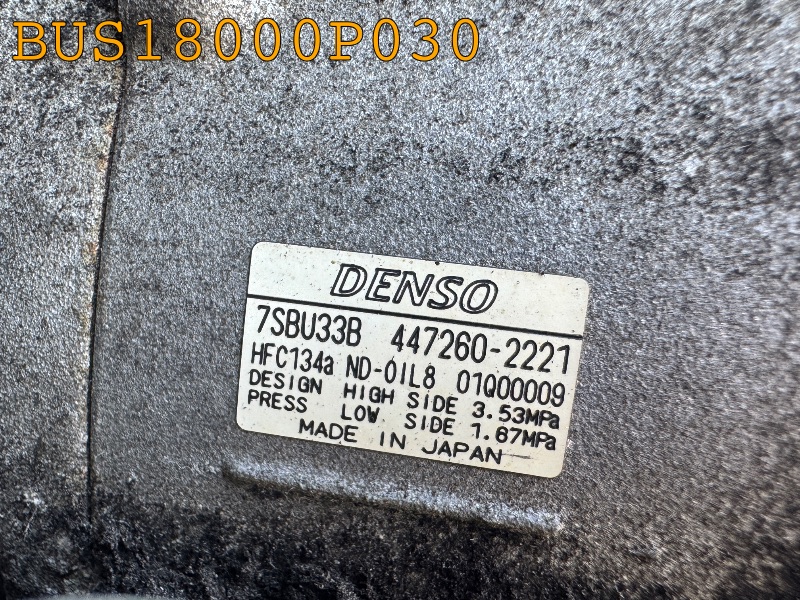 BUS18000P030
DENSO
7SBU33B 447260-2221
HFC134a ND-OIL8 01Q00009
DESIGN HIGH SIDE 3.53MPa
PRESS LOW SIDE 1.67MPa
MADE IN JAPAN